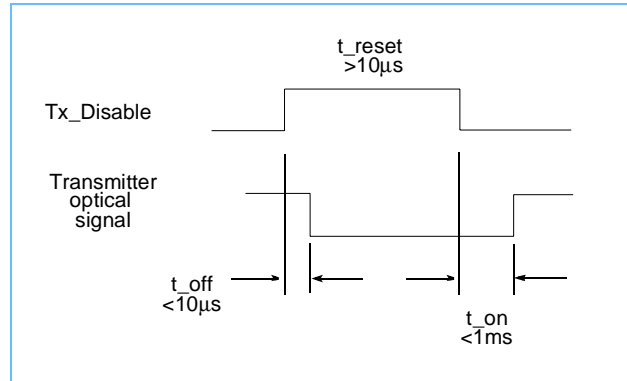 t_reset
>10μs
Tx_Disable
Transmitter
optical
signal
t_off
<10μs
t_on
<1ms